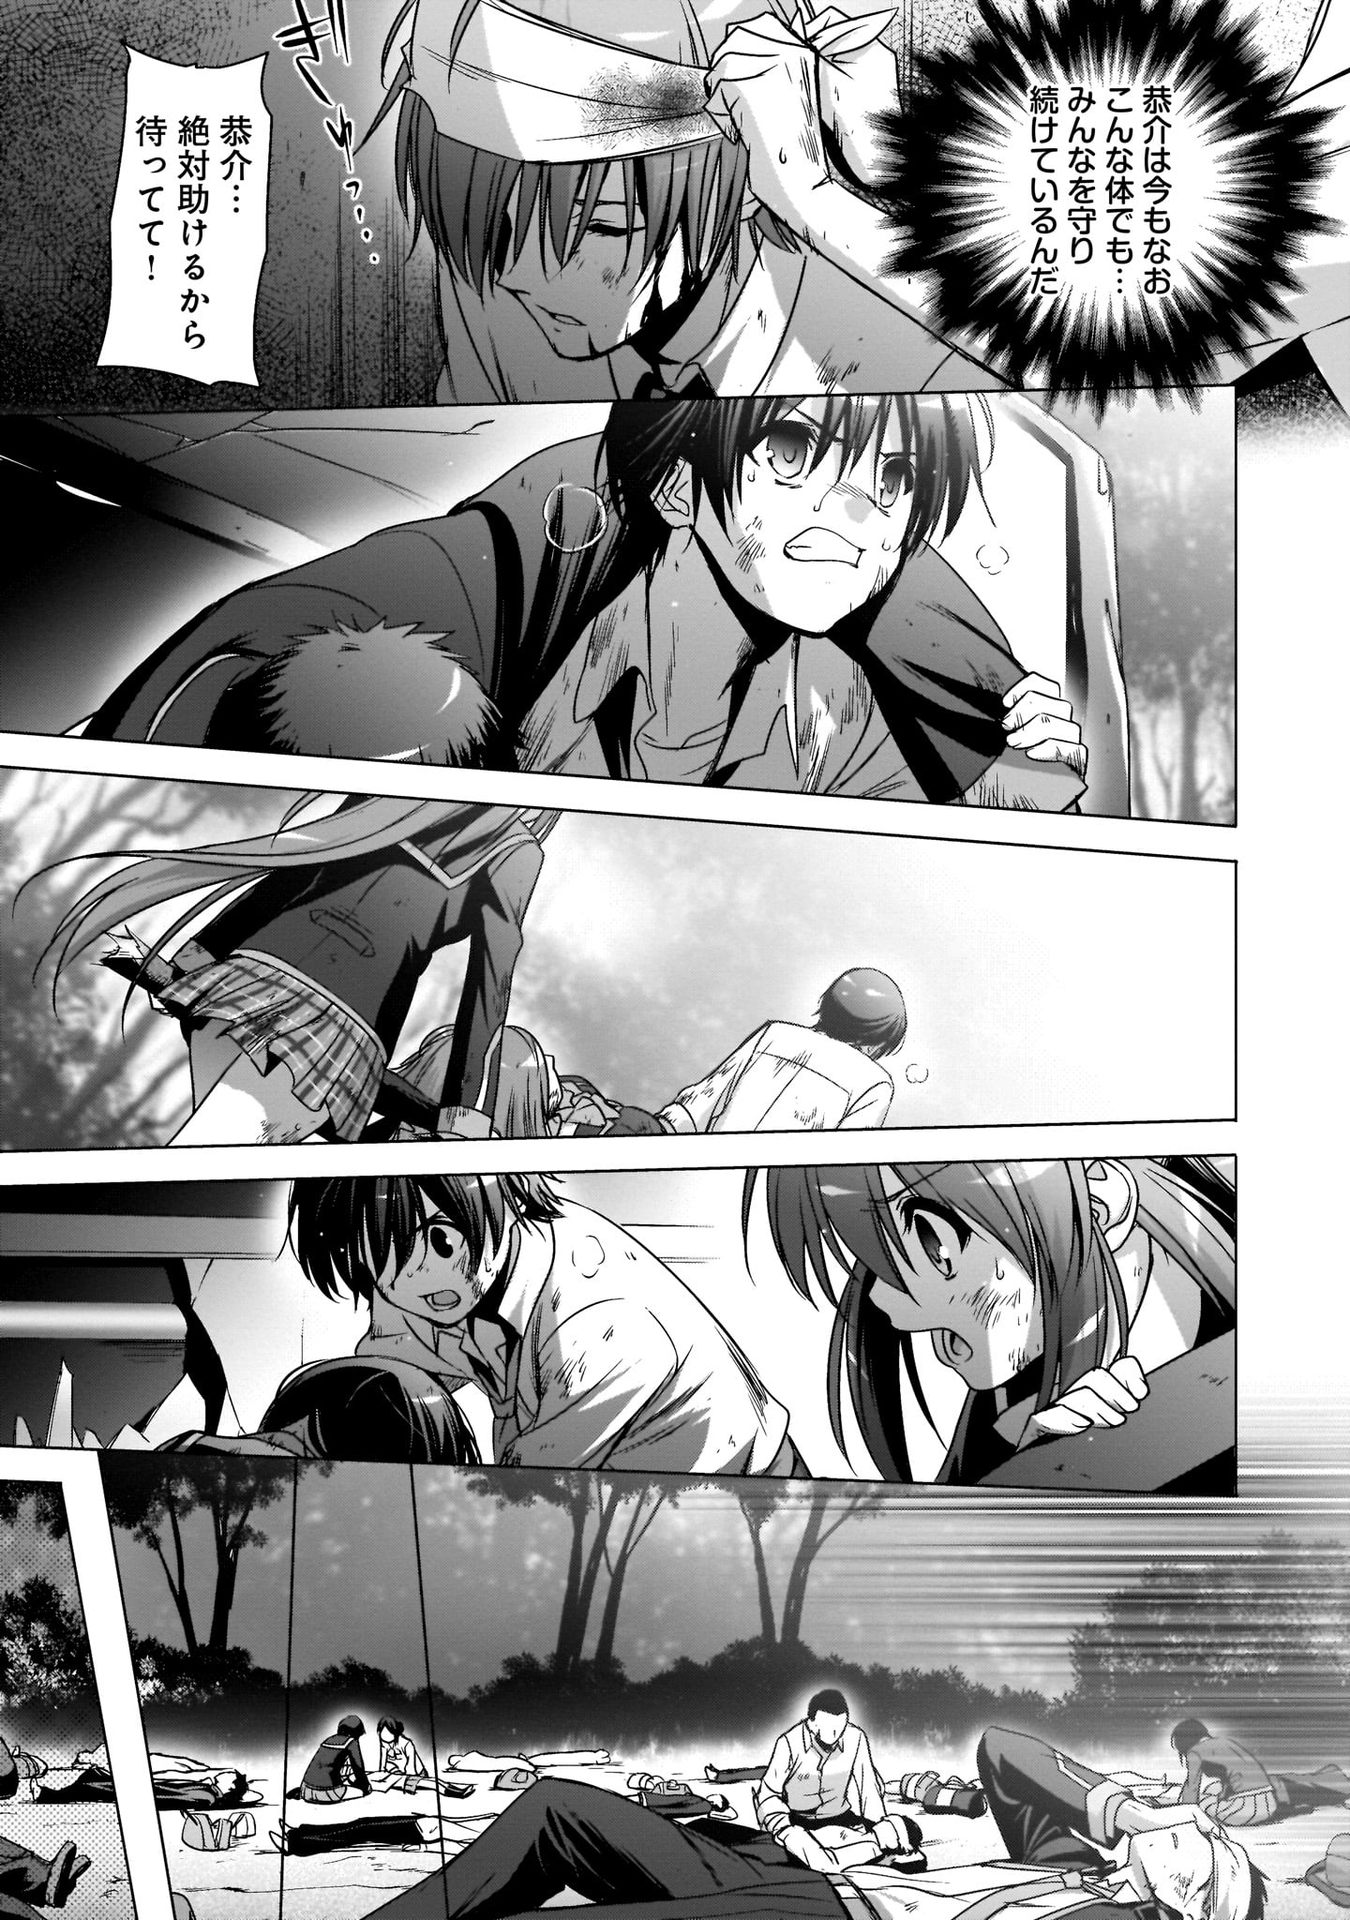 恭介は今もなお
こんな体でも…
みんなを守り
続けているんだ
きゅっ
恭介…
絶対助けるから
待ってて！